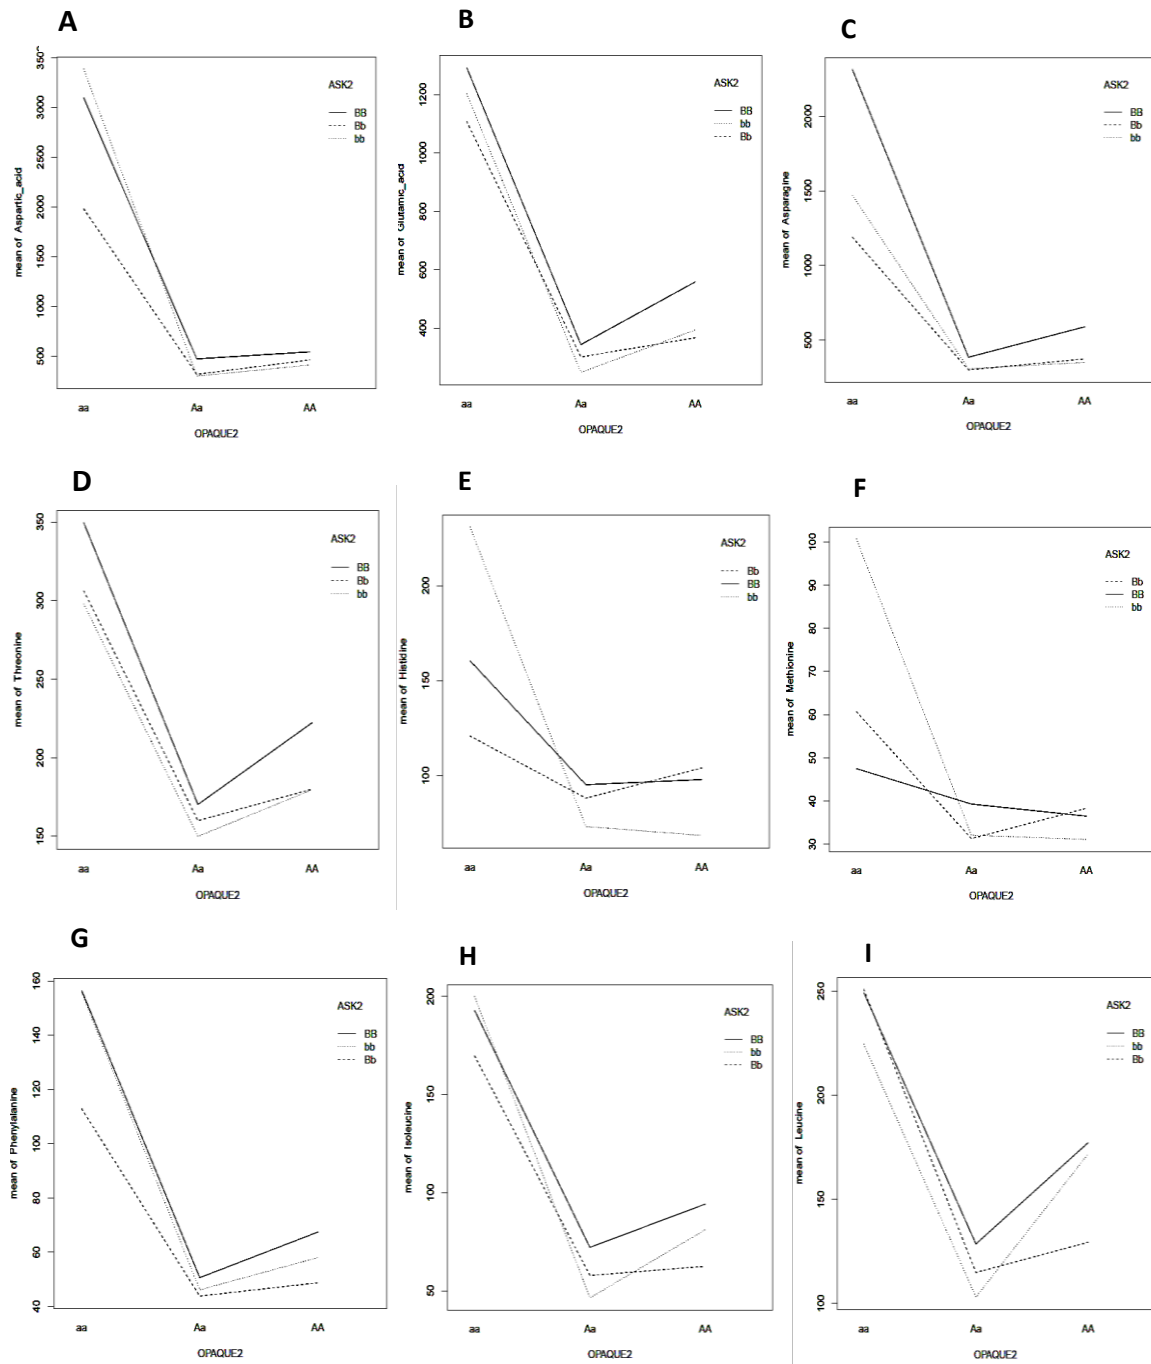 A
mean of Aspartic_acid
3500
3000
2500
2000
1500
1000
500
ASK2
BB
Bb
bb
aa Aa AA
OPAQUE2
B
mean of Glutamic_acid
1200
1000
800
600
400
ASK2
BB
bb
Bb
aa Aa AA
OPAQUE2
C
mean of Asparagine
2000
1500
1000
500
ASK2
BB
Bb
bb
aa Aa AA
OPAQUE2
D
mean of Threonine
350
300
250
200
150
ASK2
BB
Bb
bb
aa Aa AA
OPAQUE2
E
mean of Histidine
200
150
100
ASK2
Bb
BB
bb
aa Aa AA
OPAQUE2
F
mean of Methionine
100
90
80
70
60
50
40
30
ASK2
Bb
BB
bb
aa Aa AA
OPAQUE2
G
mean of Phenylalanine
160
140
120
100
80
60
40
ASK2
BB
bb
Bb
aa Aa AA
OPAQUE2
H
mean of Isoleucine
200
150
100
50
ASK2
BB
bb
Bb
aa Aa AA
OPAQUE2
I
mean of Leucine
250
200
150
100
ASK2
BB
bb
Bb
aa Aa AA
OPAQUE2